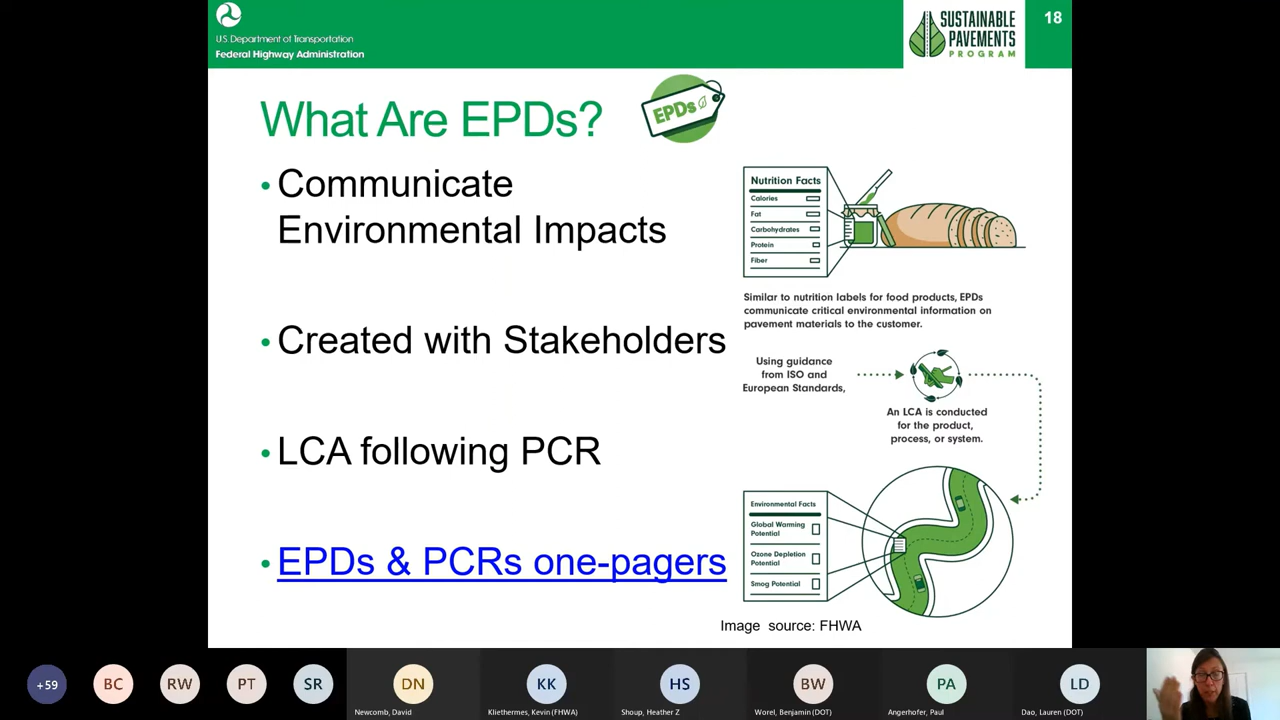 U.S. Department of Transportation
Federal Highway Administration
SUSTAINABLE
PAVEMENTS
PROGRAM
18
What Are EPDs?
EPDs
• Communicate
Environmental Impacts
• Created with Stakeholders
• LCA following PCR
• EPDs & PCRs one-pagers
Nutrition Facts
Calories
Fat
Carbohydrates
Protein
Fiber
Similar to nutrition labels for food products, EPDs
communicate critical environmental information on
pavement materials to the customer.
Using guidance
from ISO and
European Standards,
An LCA is conducted
for the product,
process, or system.
Environmental Facts
Global Warming
Potential
Ozone Depletion
Potential
Smog Potential
Image source: FHWA
+59
BC
RW
PT
SR
DN
KK
HS
BW
PA
LD
Newcomb, David
Kliethermes, Kevin (FHWA)
Shoup, Heather Z
Worel, Benjamin (DOT)
Angerhofer, Paul
Dao, Lauren (DOT)